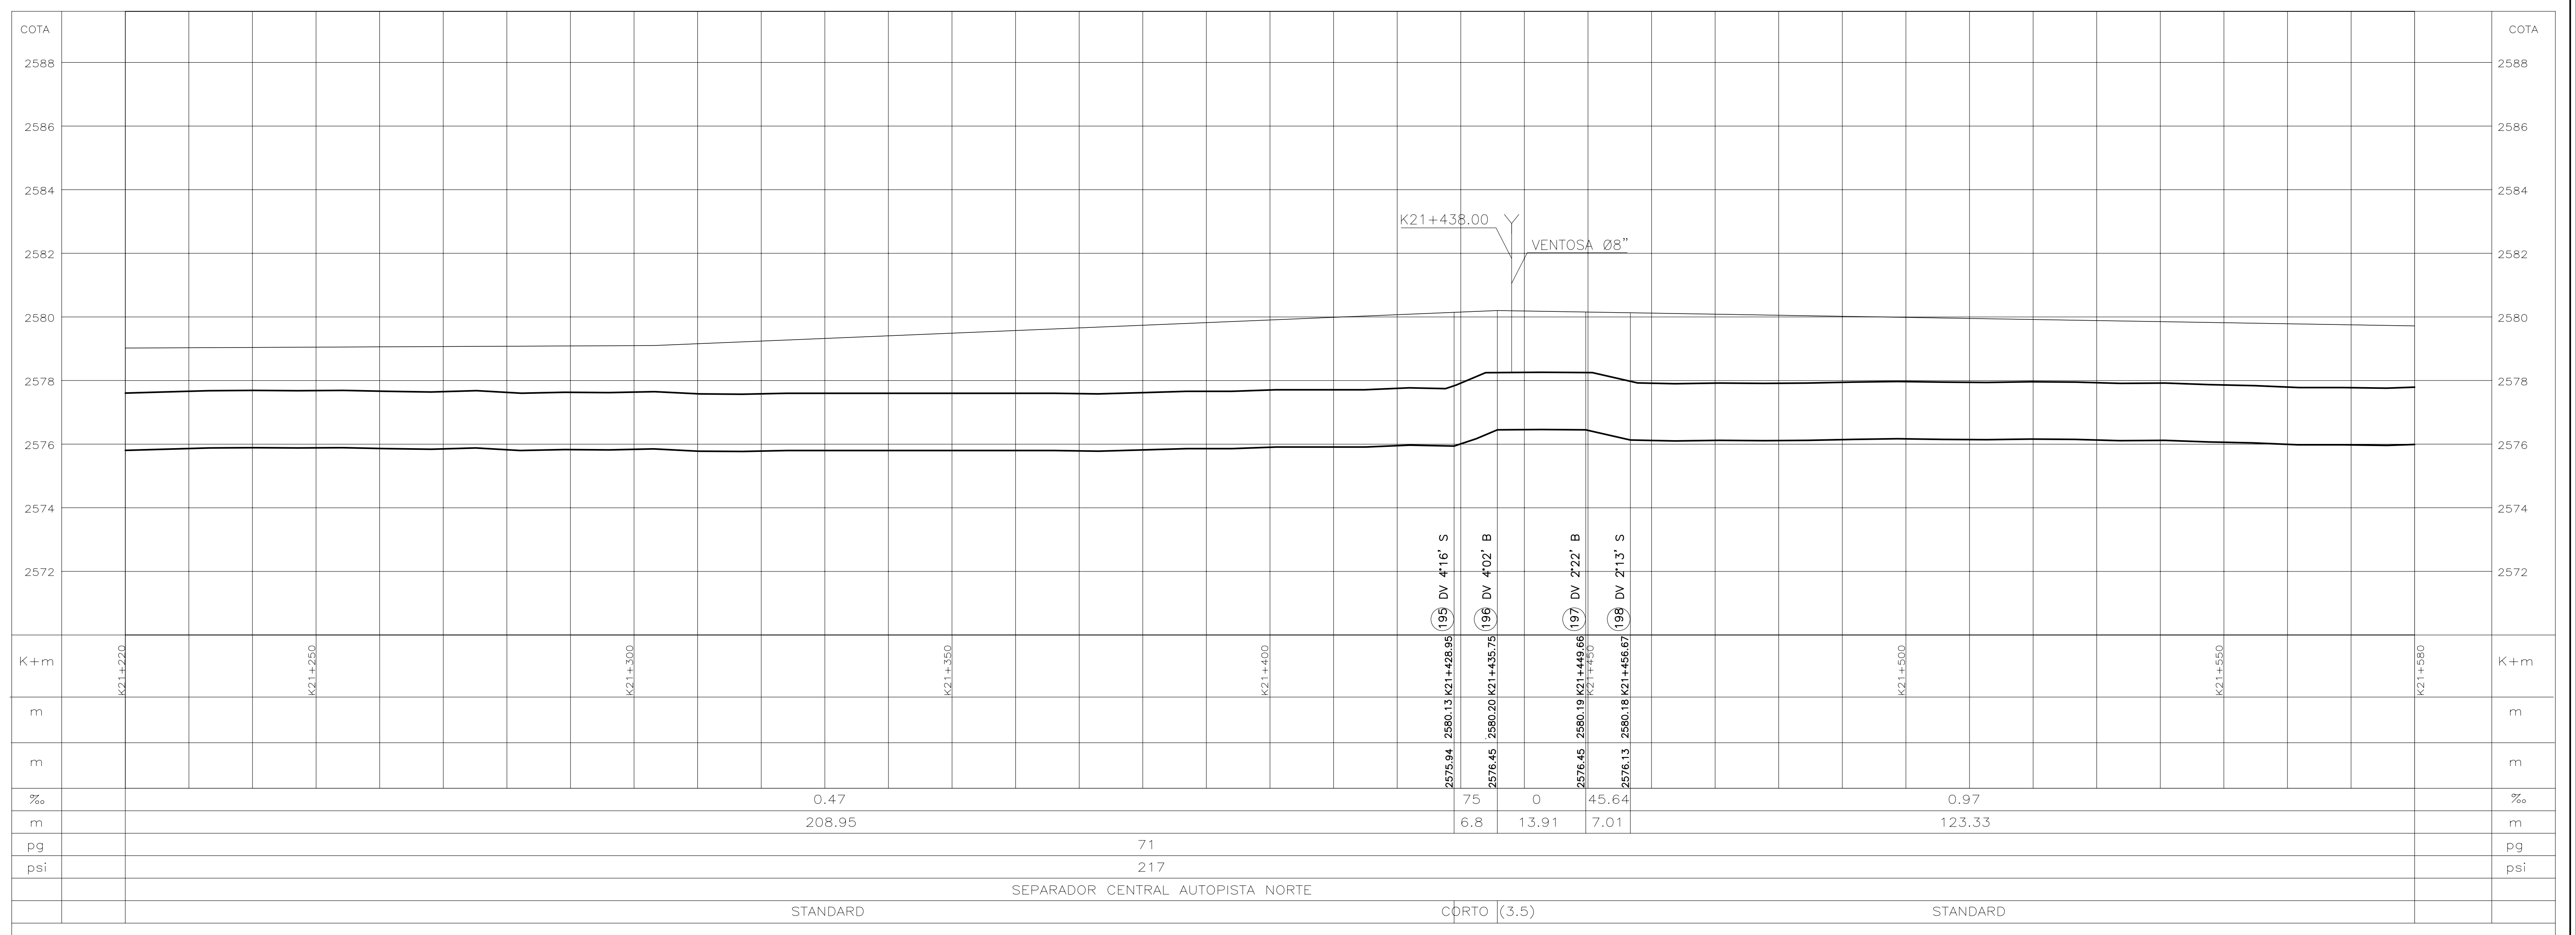 COTA COTA
2588 2588
2586 2586
2584 2584
K21+438.00
VENTOSA Ø8"
2582 2582
2580 2580
2578 2578
2576 2576
2574 2574
2572 2572
195 DV 4°16' S
196 DV 4°02' B
197 DV 2°22' B
198 DV 2°13' S
K+m K21+220 K21+250 K21+300 K21+350 K21+400 K21+428.95 K21+435.75 K21+449.66 K21+450 K21+456.67 K21+500 K21+550 K21+580 K+m
m 2580.13 2580.20 2580.19 2580.18 m
m 2575.94 2576.45 2576.45 2576.13 m
‰ 0.47 75 0 45.64 0.97 ‰
m 208.95 6.8 13.91 7.01 123.33 m
pg 71 pg
psi 217 psi
SEPARADOR CENTRAL AUTOPISTA NORTE
STANDARD CORTO (3.5) STANDARD